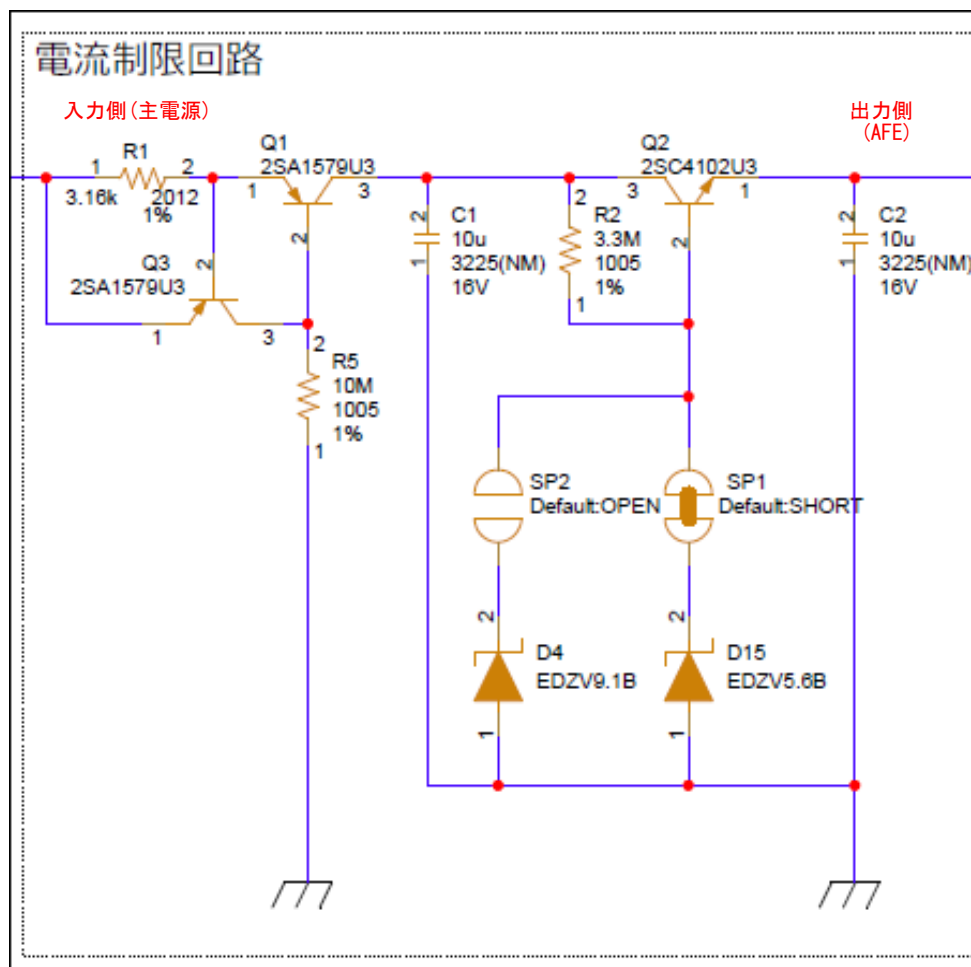 電流制限回路
入力側(主電源)
出力側
(AFE)
R1
1
2
3.16k
2012
1%
Q1
2SA1579U3
1
3
2
Q3
2SA1579U3
2
1
3
2
R5
10M
1005
1%
1
2
C1
10u
1
3225(NM)
16V
2
R2
3.3M
1005
1%
1
Q2
2SC4102U3
3
1
2
2
C2
10u
1
3225(NM)
16V
SP2
Default:OPEN
SP1
Default:SHORT
2
D4
EDZV9.1B
1
2
D15
EDZV5.6B
1